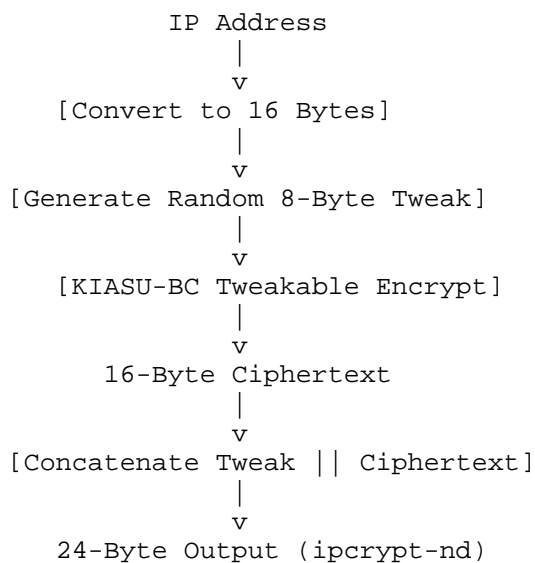 IP Address
|
v
[Convert to 16 Bytes]
|
v
[Generate Random 8-Byte Tweak]
|
v
[KIASU-BC Tweakable Encrypt]
|
v
16-Byte Ciphertext
|
v
[Concatenate Tweak || Ciphertext]
|
v
24-Byte Output (ipcrypt-nd)